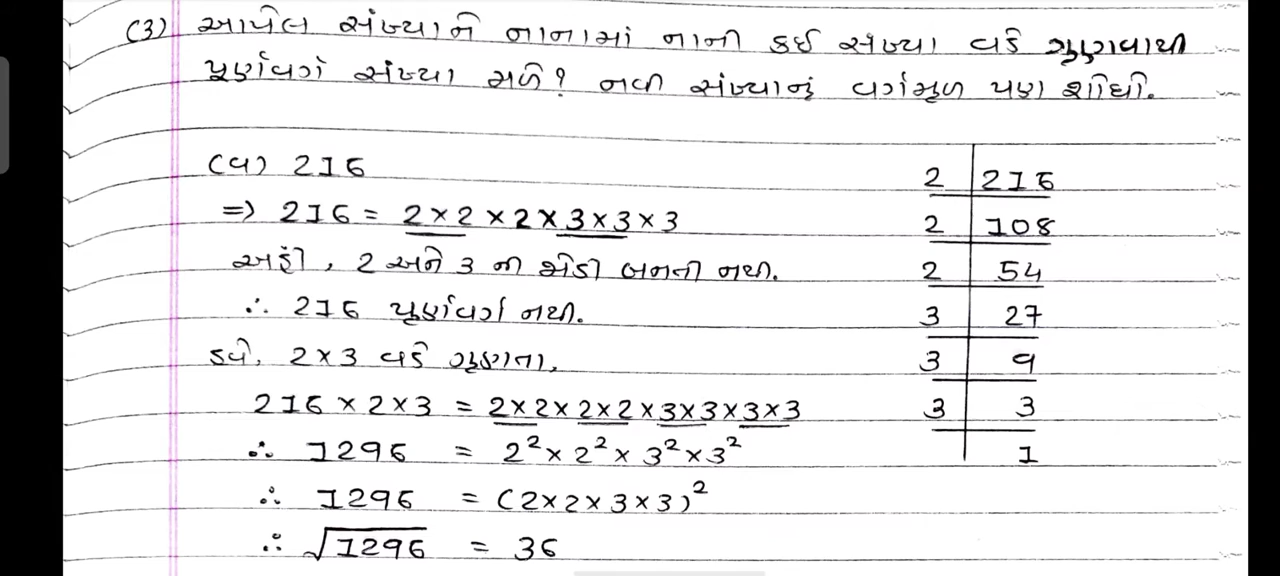 (3) આપેલ સંખ્યાને નાનામાં નાની કઈ સંખ્યા વડે ગુણવાથી
પૂર્ણવર્ગ સંખ્યા મળે? નવી સંખ્યાનું વર્ગમૂળ પણ શોધો.
(૫) 216
⇒ 216 = 2 × 2 × 2 × 3 × 3 × 3
અહીં, 2 અને 3 ની જોડી બનતી નથી.
∴ 216 પૂર્ણવર્ગ નથી.
હવે, 2 × 3 વડે ગુણતા,
216 × 2 × 3 = 2 × 2 × 2 × 2 × 3 × 3 × 3 × 3
∴ 1296 = 2² × 2² × 3² × 3²
∴ 1296 = (2 × 2 × 3 × 3)²
∴ √1296 = 36
2 | 216
2 | 108
2 | 54
3 | 27
3 | 9
3 | 3
| 1